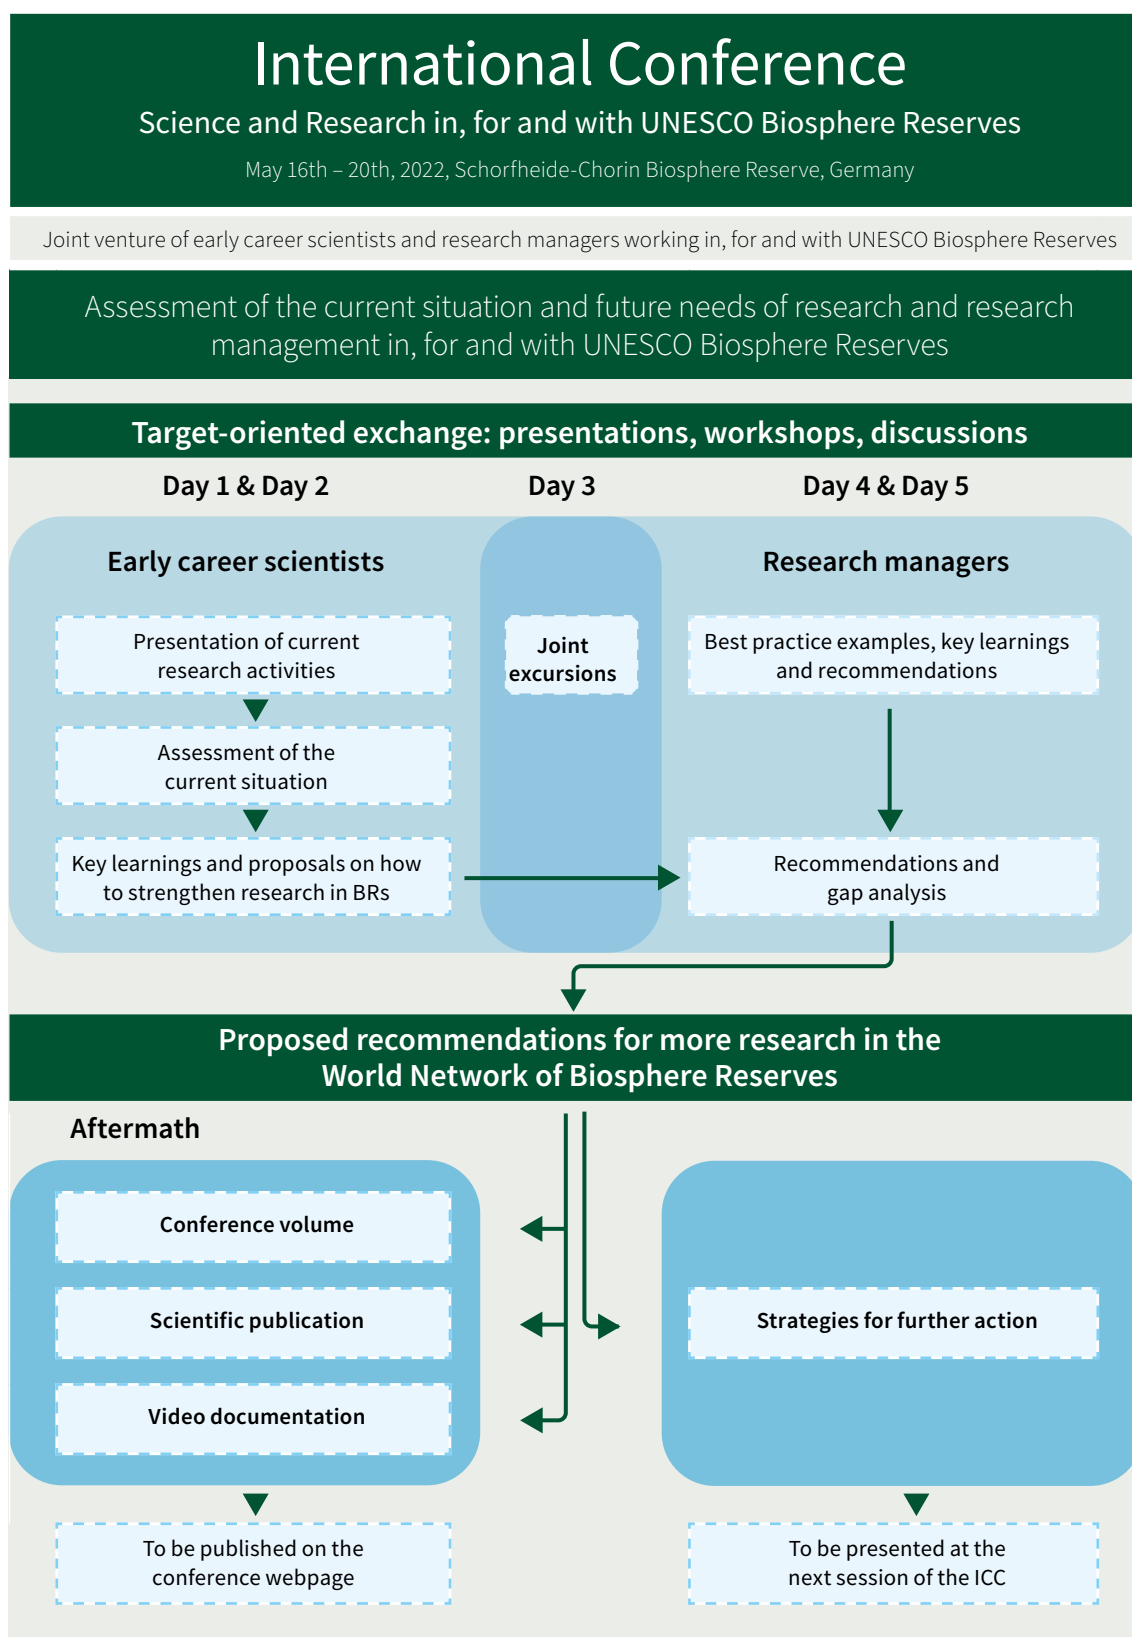 International Conference
Science and Research in, for and with UNESCO Biosphere Reserves
May 16th – 20th, 2022, Schorfheide-Chorin Biosphere Reserve, Germany
Joint venture of early career scientists and research managers working in, for and with UNESCO Biosphere Reserves
Assessment of the current situation and future needs of research and research
management in, for and with UNESCO Biosphere Reserves
Target-oriented exchange: presentations, workshops, discussions
Day 1 & Day 2
Day 3
Day 4 & Day 5
Early career scientists
Presentation of current
research activities
Assessment of the
current situation
Key learnings and proposals on how
to strengthen research in BRs
Joint
excursions
Research managers
Best practice examples, key learnings
and recommendations
Recommendations and
gap analysis
Proposed recommendations for more research in the
World Network of Biosphere Reserves
Aftermath
Conference volume
Scientific publication
Video documentation
To be published on the
conference webpage
Strategies for further action
To be presented at the
next session of the ICC